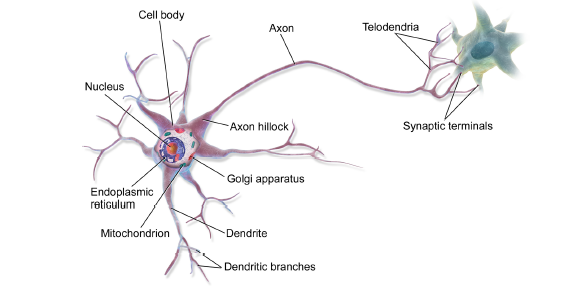 Cell body
Axon
Telodendria
Nucleus
Axon hillock
Synaptic terminals
Golgi apparatus
Endoplasmic
reticulum
Mitochondrion
Dendrite
Dendritic branches